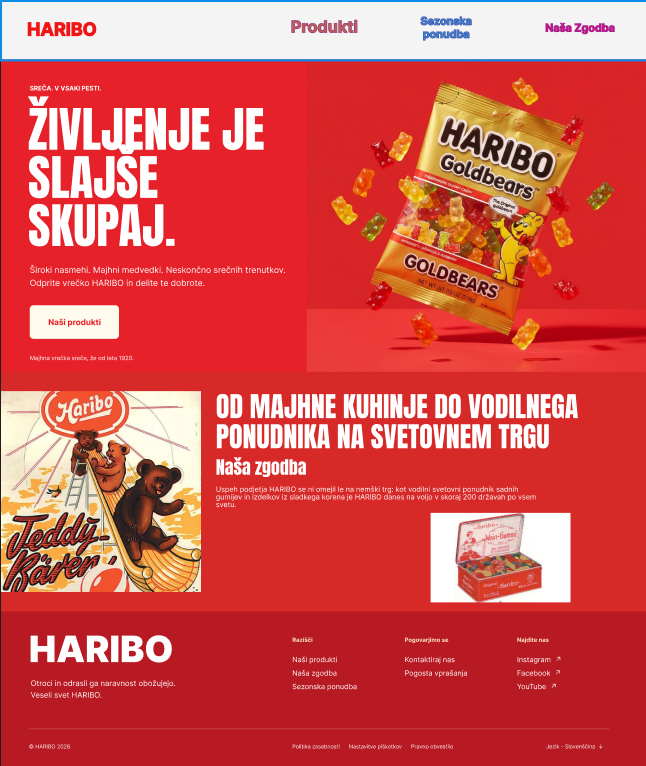 HARIBO
Produkti
Sezonska
ponudba
Naša Zgodba
SREČA. V VSAKI PESTI.
ŽIVLJENJE JE
SLAJŠE
SKUPAJ.
Široki nasmehi. Majhni medvedki. Neskončno srečnih trenutkov.
Odprite vrečko HARIBO in delite te dobrote.
Naši produkti
Majhna vrečka sreče, že od leta 1920.
HARIBO
Goldbears
The Original
Goldbears!
GOLDBEARS
Haribo
Teddy-
Bären
OD MAJHNE KUHINJE DO VODILNEGA
PONUDNIKA NA SVETOVNEM TRGU
Naša zgodba
Uspeh podjetja HARIBO se ni omejil le na nemški trg: kot vodilni svetovni ponudnik sadnih
gumijev in izdelkov iz sladkega korena je HARIBO danes na voljo v skoraj 200 državah po vsem
svetu.
Haribo
Wein-Gummi
HARIBO
Otroci in odrasli ga naravnost obožujejo.
Veseli svet HARIBO.
Razišči
Naši produkti
Naša zgodba
Sezonska ponudba
Pogovarjimo se
Kontaktiraj nas
Pogosta vprašanja
Najdite nas
Instagram ↗
Facebook ↗
YouTube ↗
© HARIBO 2026
Politika zasebnosti Nastavitve piškotkov Pravno obvestilo
Jezik - Slovenščina ↓